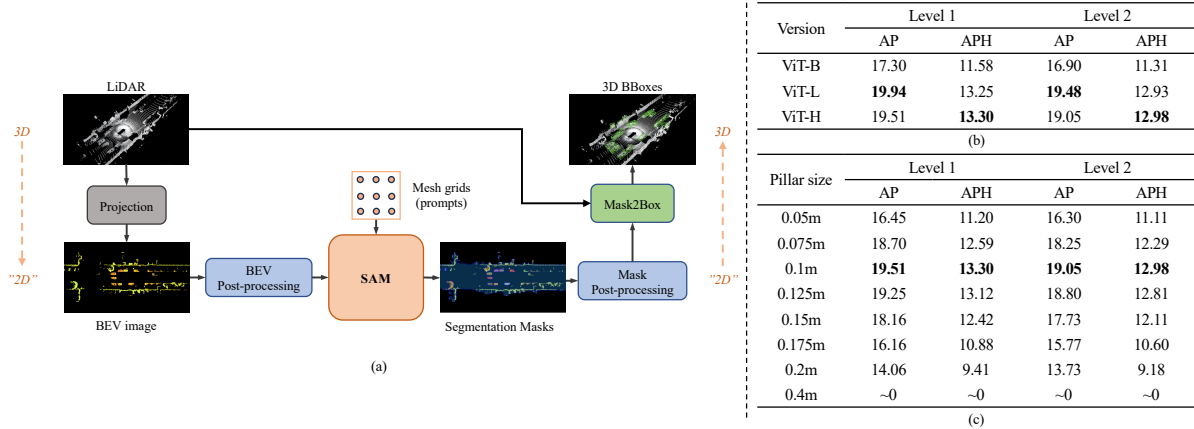 LiDAR
3D BBoxes
3D
3D
Projection
Mesh grids
(prompts)
Mask2Box
"2D"
BEV
Post-processing
SAM
Mask
Post-processing
"2D"
BEV image
Segmentation Masks
(a)
Version Level 1 Level 2
AP APH AP APH
ViT-B 17.30 11.58 16.90 11.31
ViT-L 19.94 13.25 19.48 12.93
ViT-H 19.51 13.30 19.05 12.98
(b)
Pillar size Level 1 Level 2
AP APH AP APH
0.05m 16.45 11.20 16.30 11.11
0.075m 18.70 12.59 18.25 12.29
0.1m 19.51 13.30 19.05 12.98
0.125m 19.25 13.12 18.80 12.81
0.15m 18.16 12.42 17.73 12.11
0.175m 16.16 10.88 15.77 10.60
0.2m 14.06 9.41 13.73 9.18
0.4m ~0 ~0 ~0 ~0
(c)